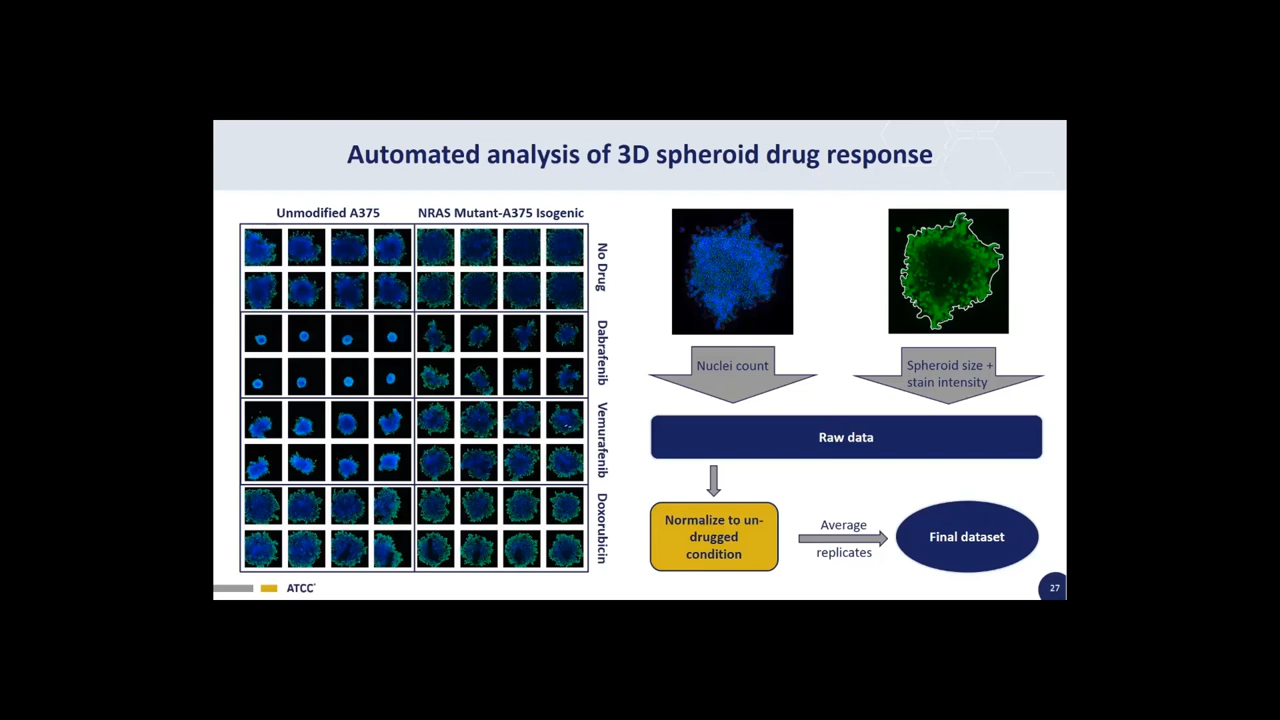 Automated analysis of 3D spheroid drug response
Unmodified A375
NRAS Mutant-A375 Isogenic
No Drug
Dabrafenib
Vemurafenib
Doxorubicin
Nuclei count
Spheroid size +
stain intensity
Raw data
Normalize to un-
drugged
condition
Average
replicates
Final dataset
ATCC
27